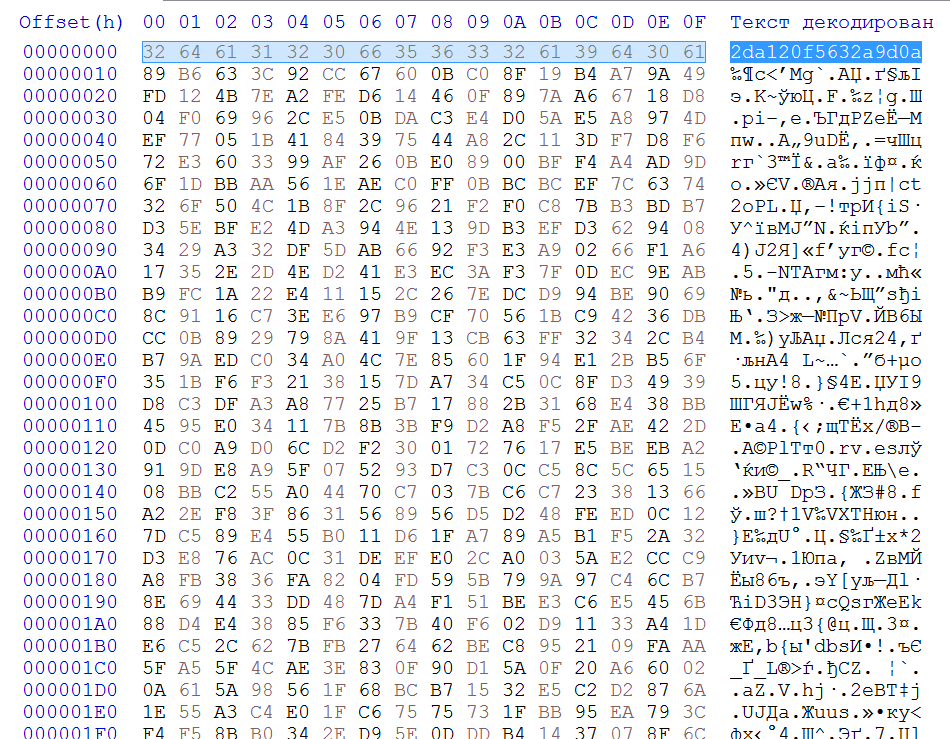 Offset(h) 00 01 02 03 04 05 06 07 08 09 0A 0B 0C 0D 0E 0F Текст декодирован
00000000 32 64 61 31 32 30 66 35 36 33 32 61 39 64 30 61 2da120f5632a9d0a
00000010 89 B6 63 3C 92 CC 67 60 0B C0 8F 19 B4 A7 9A 49 ‰¶c<’Мg`.АЏ.ґ§љI
00000020 FD 12 4B 7E A2 FE D6 14 46 0F 89 7A A6 67 18 D8 э.K~ўюЦ.F.‰z¦g.Ш
00000030 04 F0 69 96 2C E5 0B DA C3 E4 D0 5A E5 A8 97 4D .рi–,е.ЪГдРZеЁ—M
00000040 EF 77 05 1B 41 84 39 75 44 A8 2C 11 3D F7 D8 F6 пw..A„9uDЁ,.=чШц
00000050 72 E3 60 33 99 AF 26 0B E0 89 00 BF F4 A4 AD 9D rг`3™Ї&.а‰.їф¤.ќ
00000060 6F 1D BB AA 56 1E AE C0 FF 0B BC BC EF 7C 63 74 o.»ЄV.®Ая.јјп|ct
00000070 32 6F 50 4C 1B 8F 2C 96 21 F2 F0 C8 7B B3 BD B7 2oPL.Џ,–!трИ{іЅ·
00000080 D3 5E BF E2 4D A3 94 4E 13 9D B3 EF D3 62 94 08 У^ївMЈ”N.ќіпУb”.
00000090 34 29 A3 32 DF 5D AB 66 92 F3 E3 A9 02 66 F1 A6 4)Ј2Я]«f’уг©.fс¦
000000A0 17 35 2E 2D 4E D2 41 E3 EC 3A F3 7F 0D EC 9E AB .5.-NТAгм:у..мћ«
000000B0 B9 FC 1A 22 E4 11 15 2C 26 7E DC D9 94 BE 90 69 №ь."д..,&~ЬЩ”ѕђi
000000C0 8C 91 16 C7 3E E6 97 B9 CF 70 56 1B C9 42 36 DB Њ‘.З>ж—№ПpV.ЙB6Ы
000000D0 CC 0B 89 29 79 8A 41 9F 13 CB 63 FF 32 34 2C B4 М.‰)yЉAџ.Лcя24,ґ
000000E0 B7 9A ED C0 34 A0 4C 7E 85 60 1F 94 E1 2B B5 6F ·љнА4 L~…`.”б+µo
000000F0 35 1B F6 F3 21 38 15 7D A7 34 C5 0C 8F D3 49 39 5.цу!8.}§4Е.ЏУI9
00000100 D8 C3 DF A3 A8 77 25 B7 17 88 2B 31 68 E4 38 BB ШГЯЈЁw%·.€+1hд8»
00000110 45 95 E0 34 11 7B 8B 3B F9 D2 A8 F5 2F AE 42 2D E•а4.{‹;щТЁх/®B-
00000120 0D C0 A9 D0 6C D2 F2 30 01 72 76 17 E5 BE EB A2 .А©РlТт0.rv.еѕлў
00000130 91 9D E8 A9 5F 07 52 93 D7 C3 0C C5 8C 5C 65 15 ‘ќи©_.R“ЧГ.ЕЊ\e.
00000140 08 BB C2 55 A0 44 70 C7 03 7B C6 C7 23 38 13 66 .»ВU DpЗ.{ЖЗ#8.f
00000150 A2 2E F8 3F 86 31 56 89 56 D5 D2 48 FE ED 0C 12 ў.ш?†1V‰VХТHюн..
00000160 7D C5 89 E4 55 B0 11 D6 1F A7 89 A5 B1 F5 2A 32 }Е‰дU°.Ц.§‰Ґ±х*2
00000170 D3 E8 76 AC 0C 31 DE EF E0 2C A0 03 5A AE E2 CC C9 Уиv¬.1Юпа, .ZвМЙ
00000180 A8 FB 38 36 FA 82 04 FD 59 5B 79 9A 97 C4 6C B7 Ёы86ъ‚.эY[yљ—Дl·
00000190 8E 69 44 33 DD 48 7D A4 F1 51 BE E3 C6 E5 45 6B ЋiD3ЭH}¤сQѕгЖеEk
000001A0 88 D4 E4 38 85 F6 33 7B 40 F6 02 D9 11 33 A4 1D €Фд8…ц3{@ц.Щ.3¤.
000001B0 E6 C5 2C 62 7B FB 27 64 62 BE C8 95 21 09 FA AA жЕ,b{ы'dbѕИ•!.ъЄ
000001C0 5F A5 5F 4C AE 3E 83 0F 90 D1 5A 0F 20 A6 60 02 _Ґ_L®>ѓ.ђСZ. ¦`.
000001D0 0A 61 5A 98 56 1F 68 BC B7 15 32 E5 C2 D2 87 6A .aZ.V.hј·.2еВТ‡j
000001E0 1E 55 A3 C4 E0 1F C6 75 75 73 1F BB 95 EA 79 3C .UЈДа.Жuus.»•кy<
000001F0 F4 F5 8B B0 34 2E D9 5E 0D DD B4 14 37 07 8F 6C фх‹°4.Щ^.Эґ.7.Џl